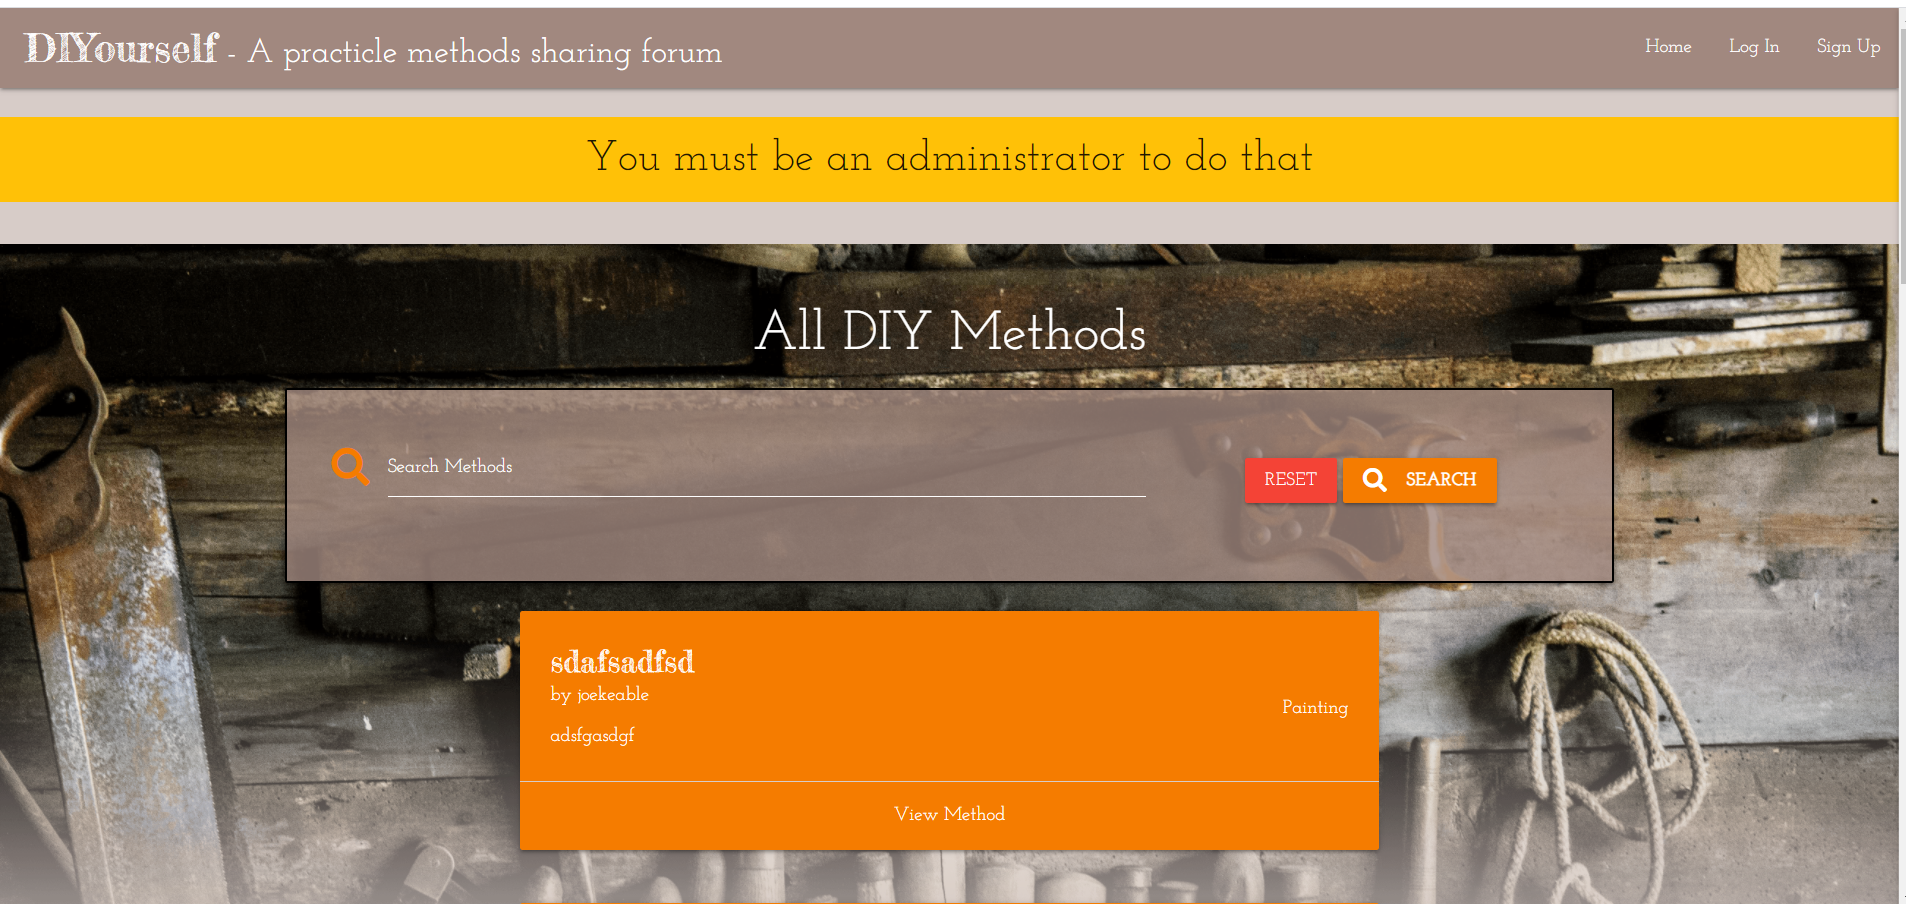 DIYourself - A practicle methods sharing forum
Home Log In Sign Up
You must be an administrator to do that
All DIY Methods
Search Methods
RESET SEARCH
sdafsadfsd
by joekeable
Painting
adsfgasdgf
View Method